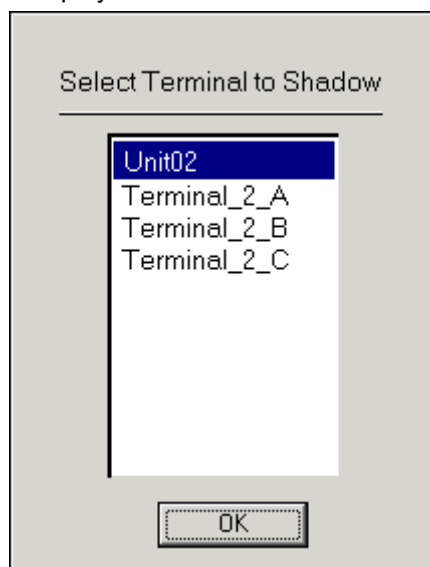 Select Terminal to Shadow
Unit02
Terminal_2_A
Terminal_2_B
Terminal_2_C
OK